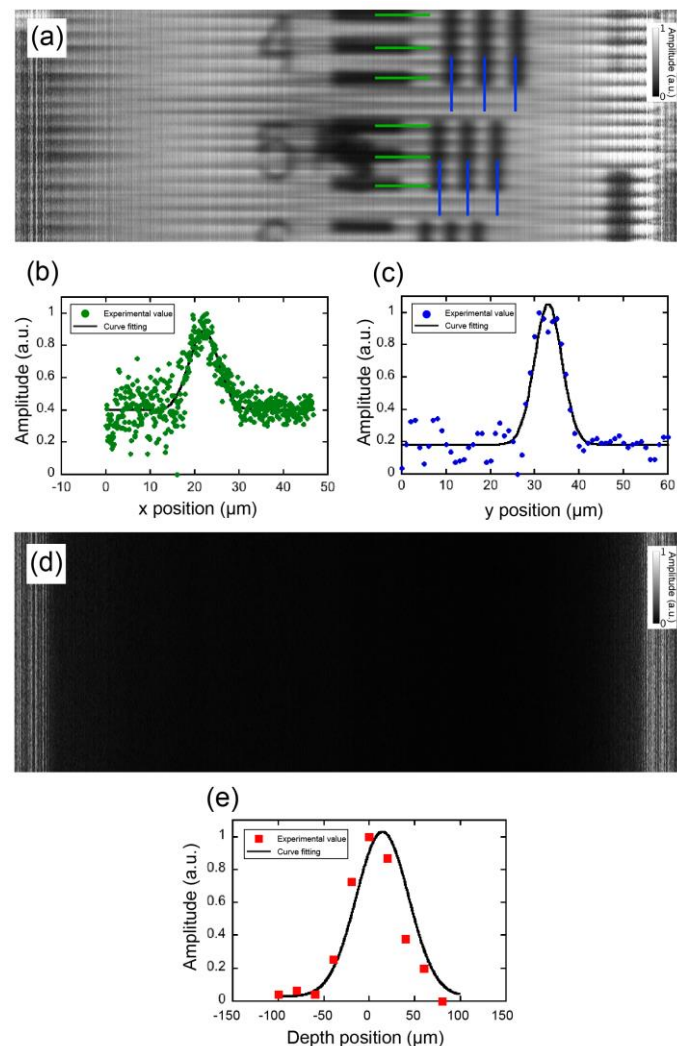 (a)
4
5
Amplitude (a.u.)
0 1
(b)
Experimental value
Curve fitting
Amplitude (a.u.)
1
0.8
0.6
0.4
0.2
0
-10 0 10 20 30 40 50
x position (µm)
(c)
Experimental value
Curve fitting
Amplitude (a.u.)
1
0.8
0.6
0.4
0.2
0
0 10 20 30 40 50 60
y position (µm)
(d)
Amplitude (a.u.)
0 1
(e)
Experimental value
Curve fitting
Amplitude (a.u.)
1
0.8
0.6
0.4
0.2
0
-150 -100 -50 0 50 100 150
Depth position (µm)